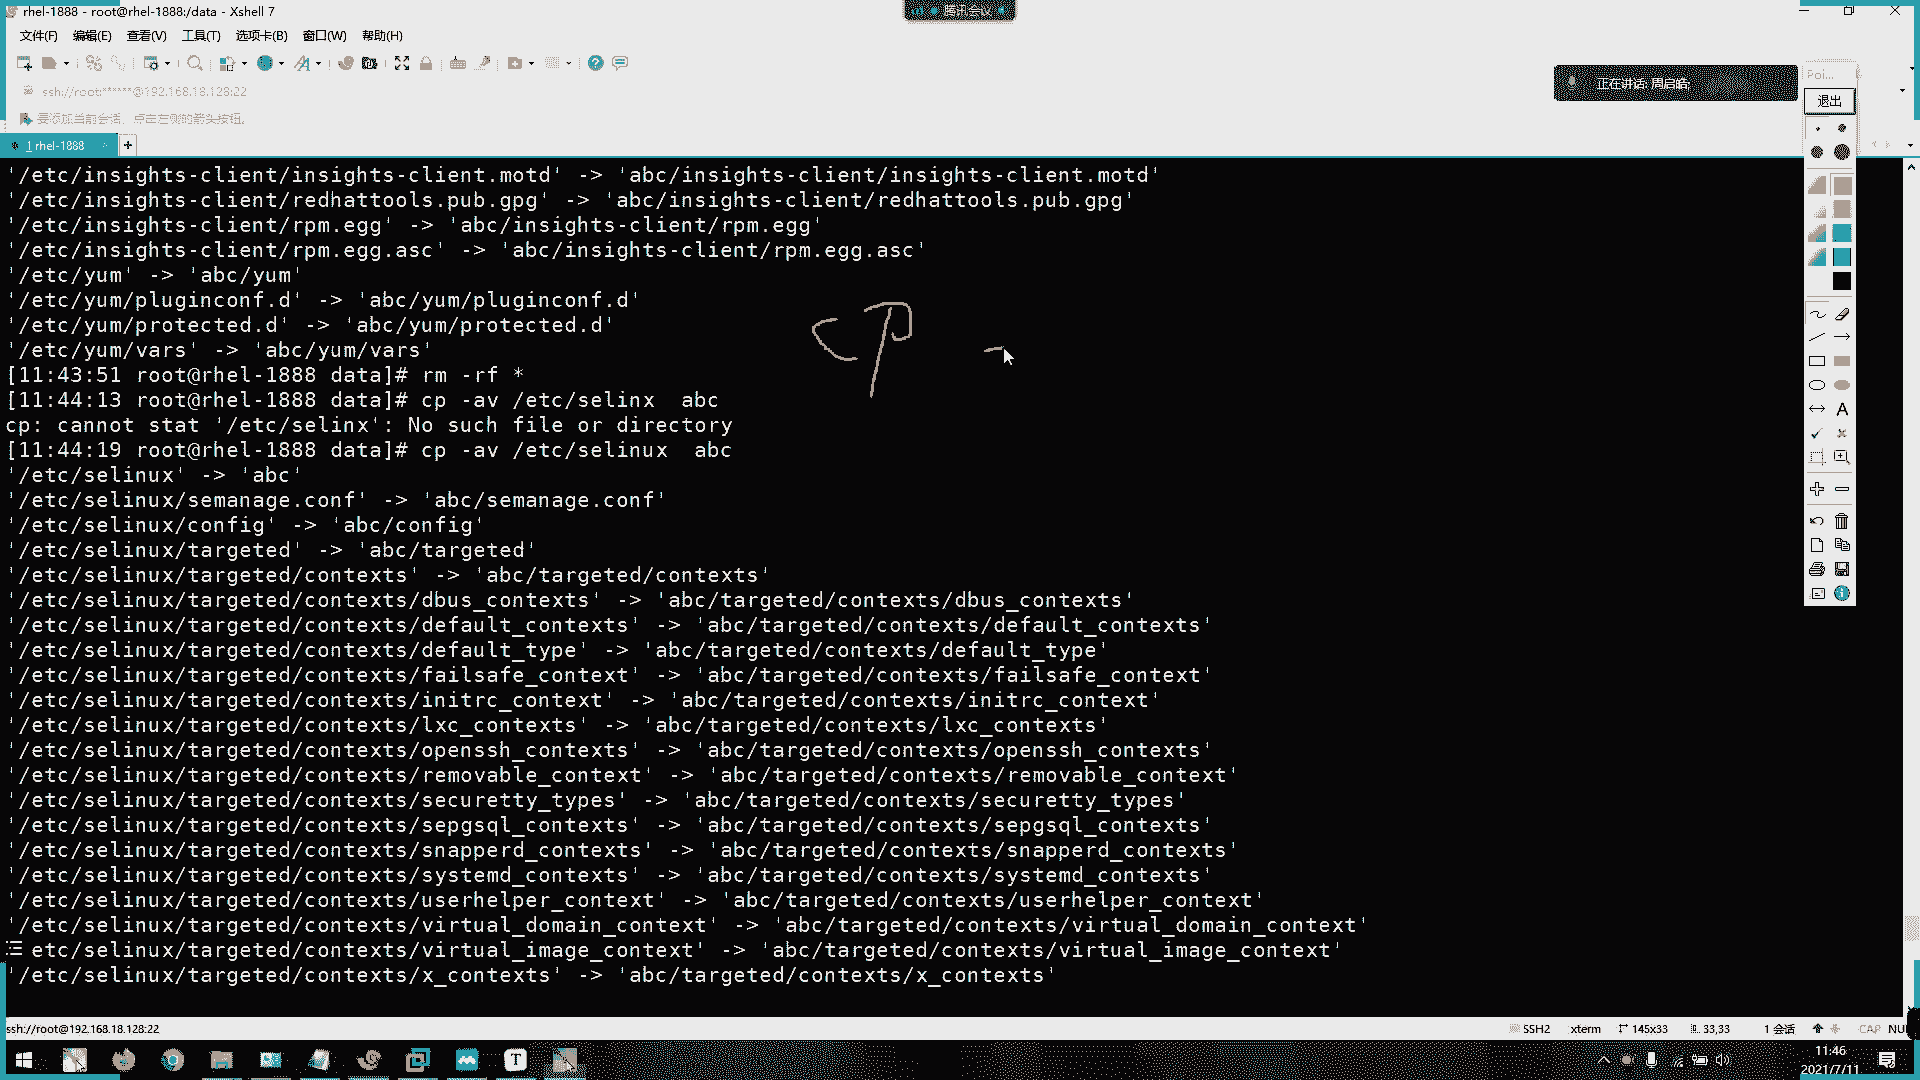 rhel-1888 - root@rhel-1888:/data - Xshell 7
腾讯会议
文件(F) 编辑(E) 查看(V) 工具(T) 选项卡(B) 窗口(W) 帮助(H)
ssh://root:******@192.168.18.128:22
正在讲话: 周启皓;
Poi...
退出
要添加当前会话，点击左侧的箭头按钮。
1 rhel-1888
'/etc/insights-client/insights-client.motd' -> 'abc/insights-client/insights-client.motd'
'/etc/insights-client/redhattools.pub.gpg' -> 'abc/insights-client/redhattools.pub.gpg'
'/etc/insights-client/rpm.egg' -> 'abc/insights-client/rpm.egg'
'/etc/insights-client/rpm.egg.asc' -> 'abc/insights-client/rpm.egg.asc'
'/etc/yum' -> 'abc/yum'
'/etc/yum/pluginconf.d' -> 'abc/yum/pluginconf.d'
'/etc/yum/protected.d' -> 'abc/yum/protected.d'
'/etc/yum/vars' -> 'abc/yum/vars'
cp
[11:43:51 root@rhel-1888 data]# rm -rf *
[11:44:13 root@rhel-1888 data]# cp -av /etc/selinx  abc
cp: cannot stat '/etc/selinx': No such file or directory
[11:44:19 root@rhel-1888 data]# cp -av /etc/selinux  abc
'/etc/selinux' -> 'abc'
'/etc/selinux/semanage.conf' -> 'abc/semanage.conf'
'/etc/selinux/config' -> 'abc/config'
'/etc/selinux/targeted' -> 'abc/targeted'
'/etc/selinux/targeted/contexts' -> 'abc/targeted/contexts'
'/etc/selinux/targeted/contexts/dbus_contexts' -> 'abc/targeted/contexts/dbus_contexts'
'/etc/selinux/targeted/contexts/default_contexts' -> 'abc/targeted/contexts/default_contexts'
'/etc/selinux/targeted/contexts/default_type' -> 'abc/targeted/contexts/default_type'
'/etc/selinux/targeted/contexts/failsafe_context' -> 'abc/targeted/contexts/failsafe_context'
'/etc/selinux/targeted/contexts/initrc_context' -> 'abc/targeted/contexts/initrc_context'
'/etc/selinux/targeted/contexts/lxc_contexts' -> 'abc/targeted/contexts/lxc_contexts'
'/etc/selinux/targeted/contexts/openssh_contexts' -> 'abc/targeted/contexts/openssh_contexts'
'/etc/selinux/targeted/contexts/removable_context' -> 'abc/targeted/contexts/removable_context'
'/etc/selinux/targeted/contexts/securetty_types' -> 'abc/targeted/contexts/securetty_types'
'/etc/selinux/targeted/contexts/sepgsql_contexts' -> 'abc/targeted/contexts/sepgsql_contexts'
'/etc/selinux/targeted/contexts/snapperd_contexts' -> 'abc/targeted/contexts/snapperd_contexts'
'/etc/selinux/targeted/contexts/systemd_contexts' -> 'abc/targeted/contexts/systemd_contexts'
'/etc/selinux/targeted/contexts/userhelper_context' -> 'abc/targeted/contexts/userhelper_context'
'/etc/selinux/targeted/contexts/virtual_domain_context' -> 'abc/targeted/contexts/virtual_domain_context'
etc/selinux/targeted/contexts/virtual_image_context' -> 'abc/targeted/contexts/virtual_image_context'
'/etc/selinux/targeted/contexts/x_contexts' -> 'abc/targeted/contexts/x_contexts'
ssh://root@192.168.18.128:22 SSH2 xterm 145x33 33,33 1 会话 CAP NU
11:46
2021/7/11